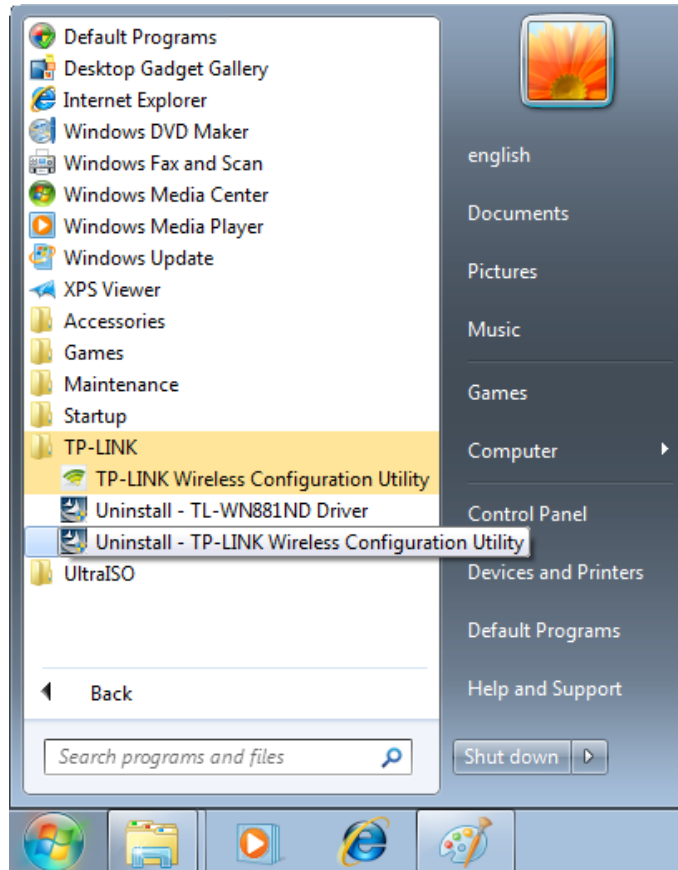 Default Programs
Desktop Gadget Gallery
Internet Explorer
Windows DVD Maker
Windows Fax and Scan
Windows Media Center
Windows Media Player
Windows Update
XPS Viewer
Accessories
Games
Maintenance
Startup
TP-LINK
TP-LINK Wireless Configuration Utility
Uninstall - TL-WN881ND Driver
Uninstall - TP-LINK Wireless Configuration Utility
UltraISO
Back
Search programs and files
english
Documents
Pictures
Music
Games
Computer
Control Panel
Devices and Printers
Default Programs
Help and Support
Shut down